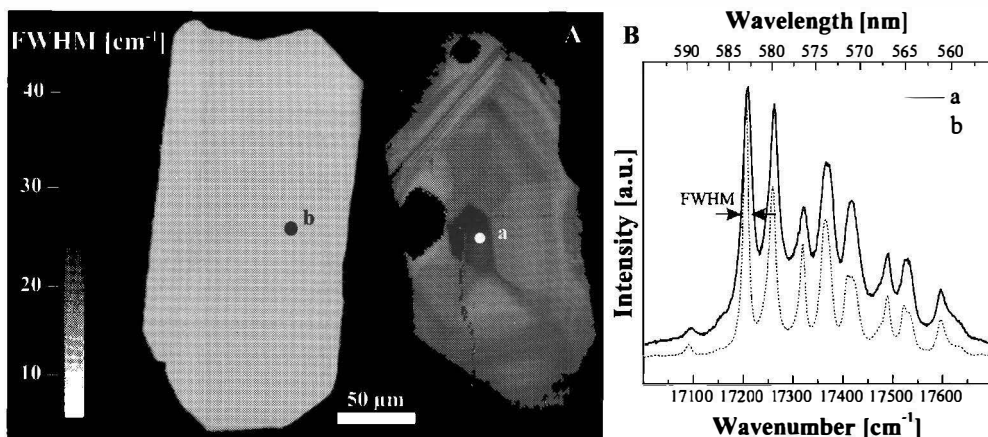 FWHM [cm⁻¹]
40
30
20
10
b
a
A
50 µm
B
Wavelength [nm]
590 585 580 575 570 565 560
a
b
FWHM
Intensity [a.u.]
17100 17200 17300 17400 17500 17600
Wavenumber [cm⁻¹]